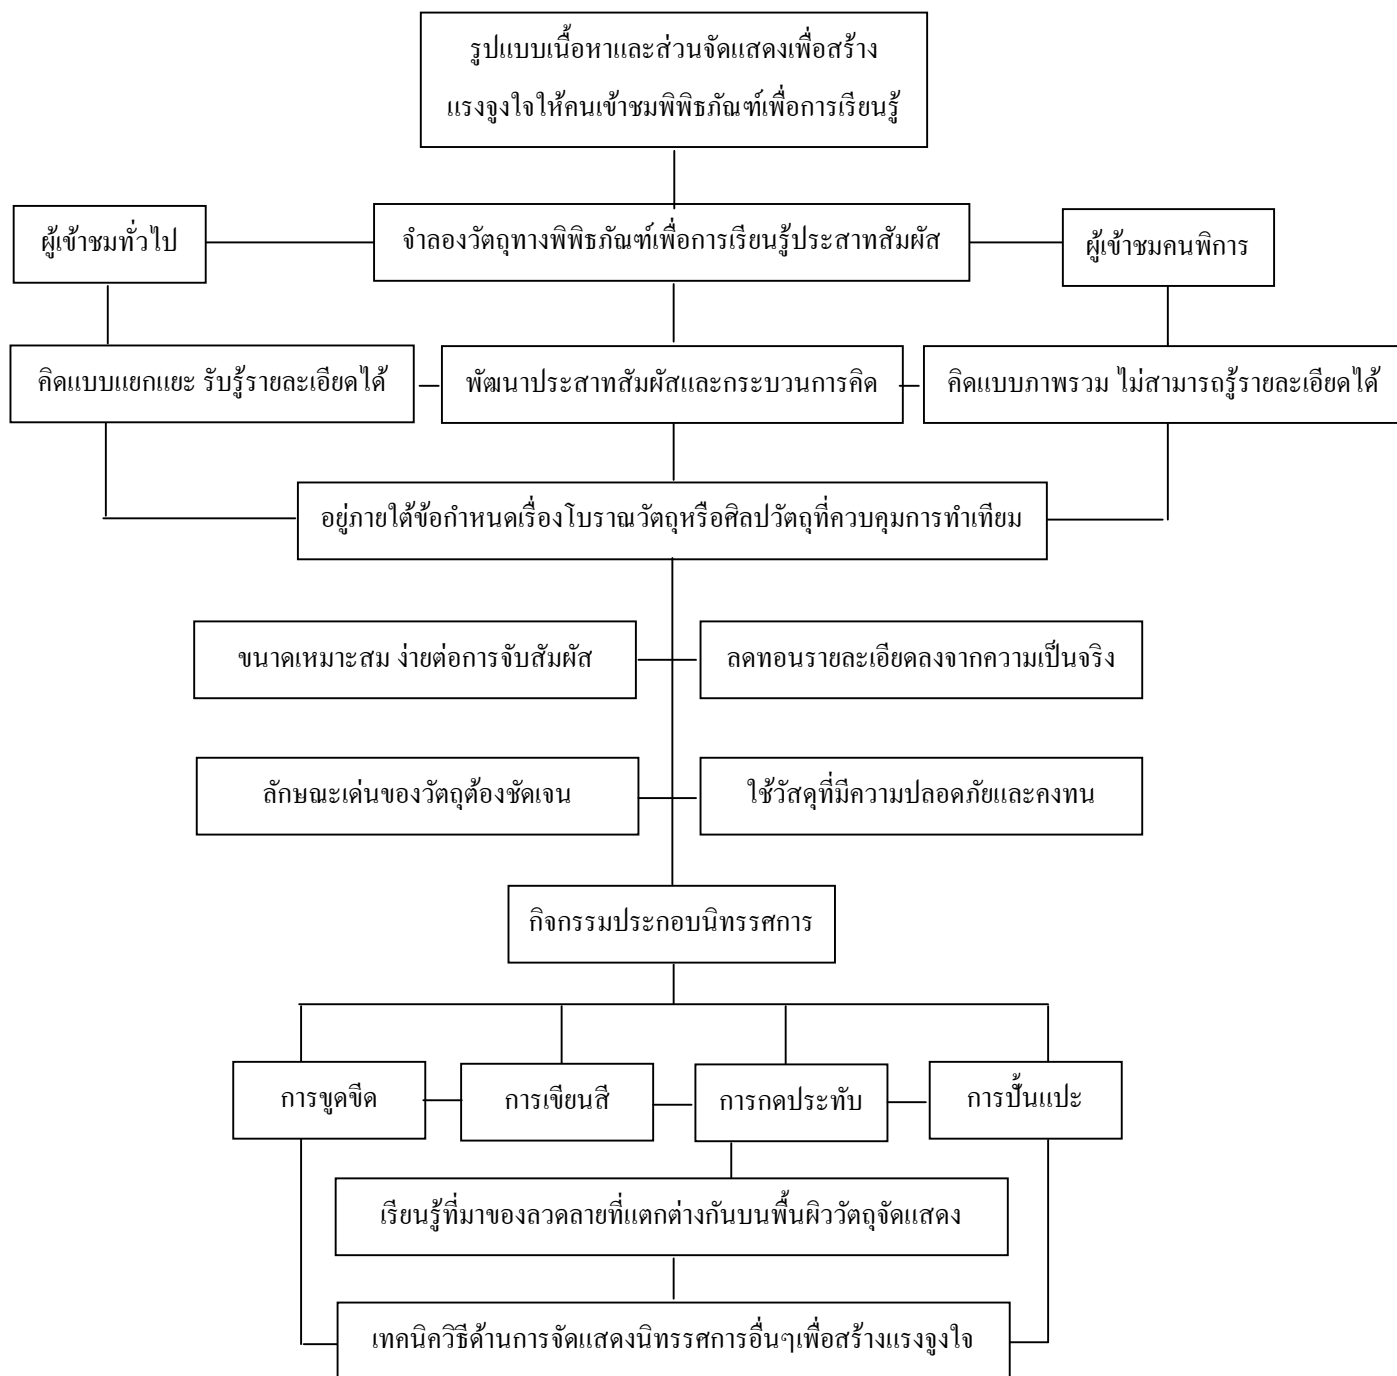 รูปแบบเนื้อหาและส่วนจัดแสดงเพื่อสร้าง
แรงจูงใจให้คนเข้าชมพิพิธภัณฑ์เพื่อการเรียนรู้
ผู้เข้าชมทั่วไป
จำลองวัตถุทางพิพิธภัณฑ์เพื่อการเรียนรู้ประสาทสัมผัส
ผู้เข้าชมคนพิการ
คิดแบบแยกแยะ รับรู้รายละเอียดได้
พัฒนาประสาทสัมผัสและกระบวนการคิด
คิดแบบภาพรวม ไม่สามารถรู้รายละเอียดได้
อยู่ภายใต้ข้อกำหนดเรื่องโบราณวัตถุหรือศิลปวัตถุที่ควบคุมการทำเทียม
ขนาดเหมาะสม ง่ายต่อการจับสัมผัส
ลดทอนรายละเอียดลงจากความเป็นจริง
ลักษณะเด่นของวัตถุต้องชัดเจน
ใช้วัสดุที่มีความปลอดภัยและคงทน
กิจกรรมประกอบนิทรรศการ
การขูดขีด
การเขียนสี
การกดประทับ
การปั้นแปะ
เรียนรู้ที่มาของลวดลายที่แตกต่างกันบนพื้นผิววัตถุจัดแสดง
เทคนิควิธีด้านการจัดแสดงนิทรรศการอื่นๆเพื่อสร้างแรงจูงใจ